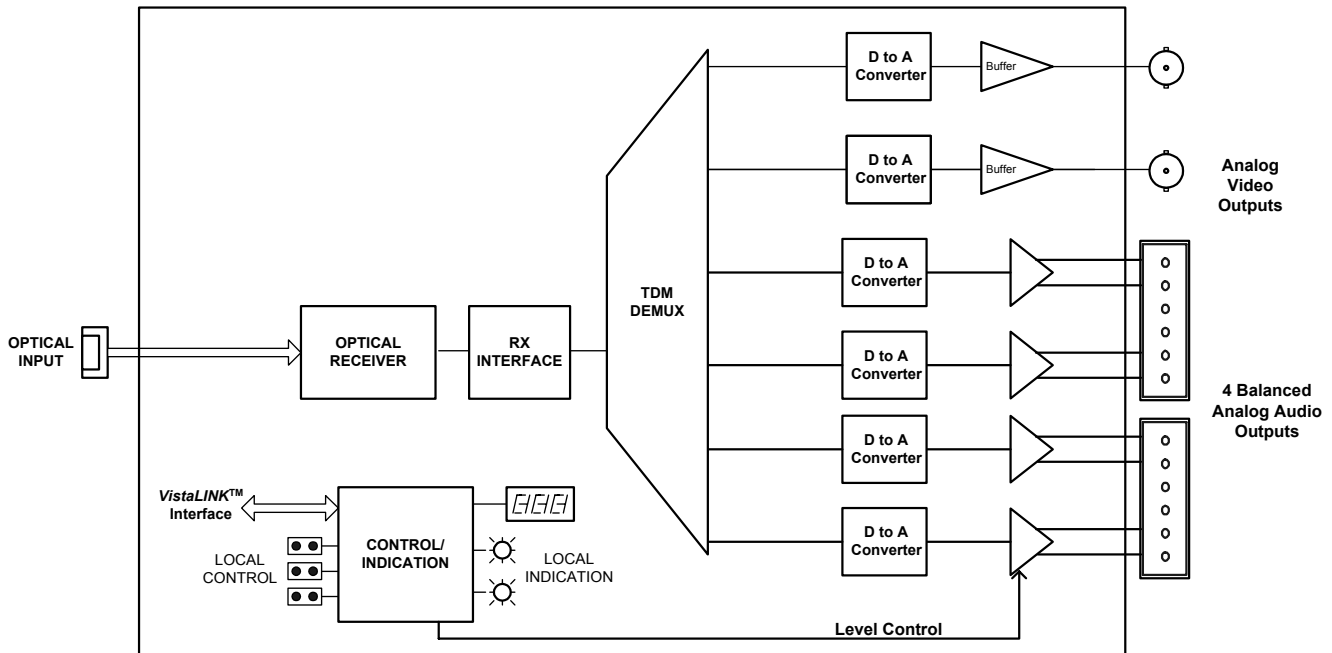 D to A
Converter
Buffer
D to A
Converter
Buffer
Analog
Video
Outputs
D to A
Converter
TDM
DEMUX
OPTICAL
INPUT
OPTICAL
RECEIVER
RX
INTERFACE
D to A
Converter
4 Balanced
Analog Audio
Outputs
D to A
Converter
VistaLINK™
Interface
CONTROL/
INDICATION
LOCAL
CONTROL
LOCAL
INDICATION
D to A
Converter
Level Control